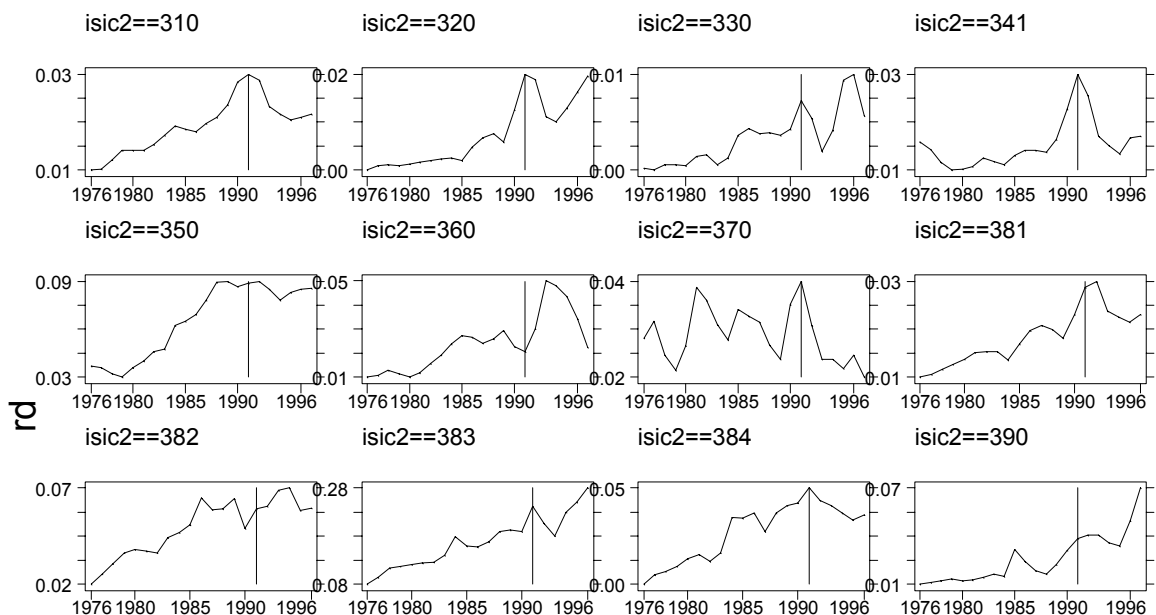 isic2==310 isic2==320 isic2==330 isic2==341
0.03 0.02 0.01 0.03
0.01 0.00 0.00 0.01
1976 1980 1985 1990 1996 1976 1980 1985 1990 1996 1976 1980 1985 1990 1996 1976 1980 1985 1990 1996
isic2==350 isic2==360 isic2==370 isic2==381
0.09 0.05 0.04 0.03
0.03 0.01 0.02 0.01
1976 1980 1985 1990 1996 1976 1980 1985 1990 1996 1976 1980 1985 1990 1996 1976 1980 1985 1990 1996
rd
isic2==382 isic2==383 isic2==384 isic2==390
0.07 0.28 0.05 0.07
0.02 0.08 0.00 0.01
1976 1980 1985 1990 1996 1976 1980 1985 1990 1996 1976 1980 1985 1990 1996 1976 1980 1985 1990 1996